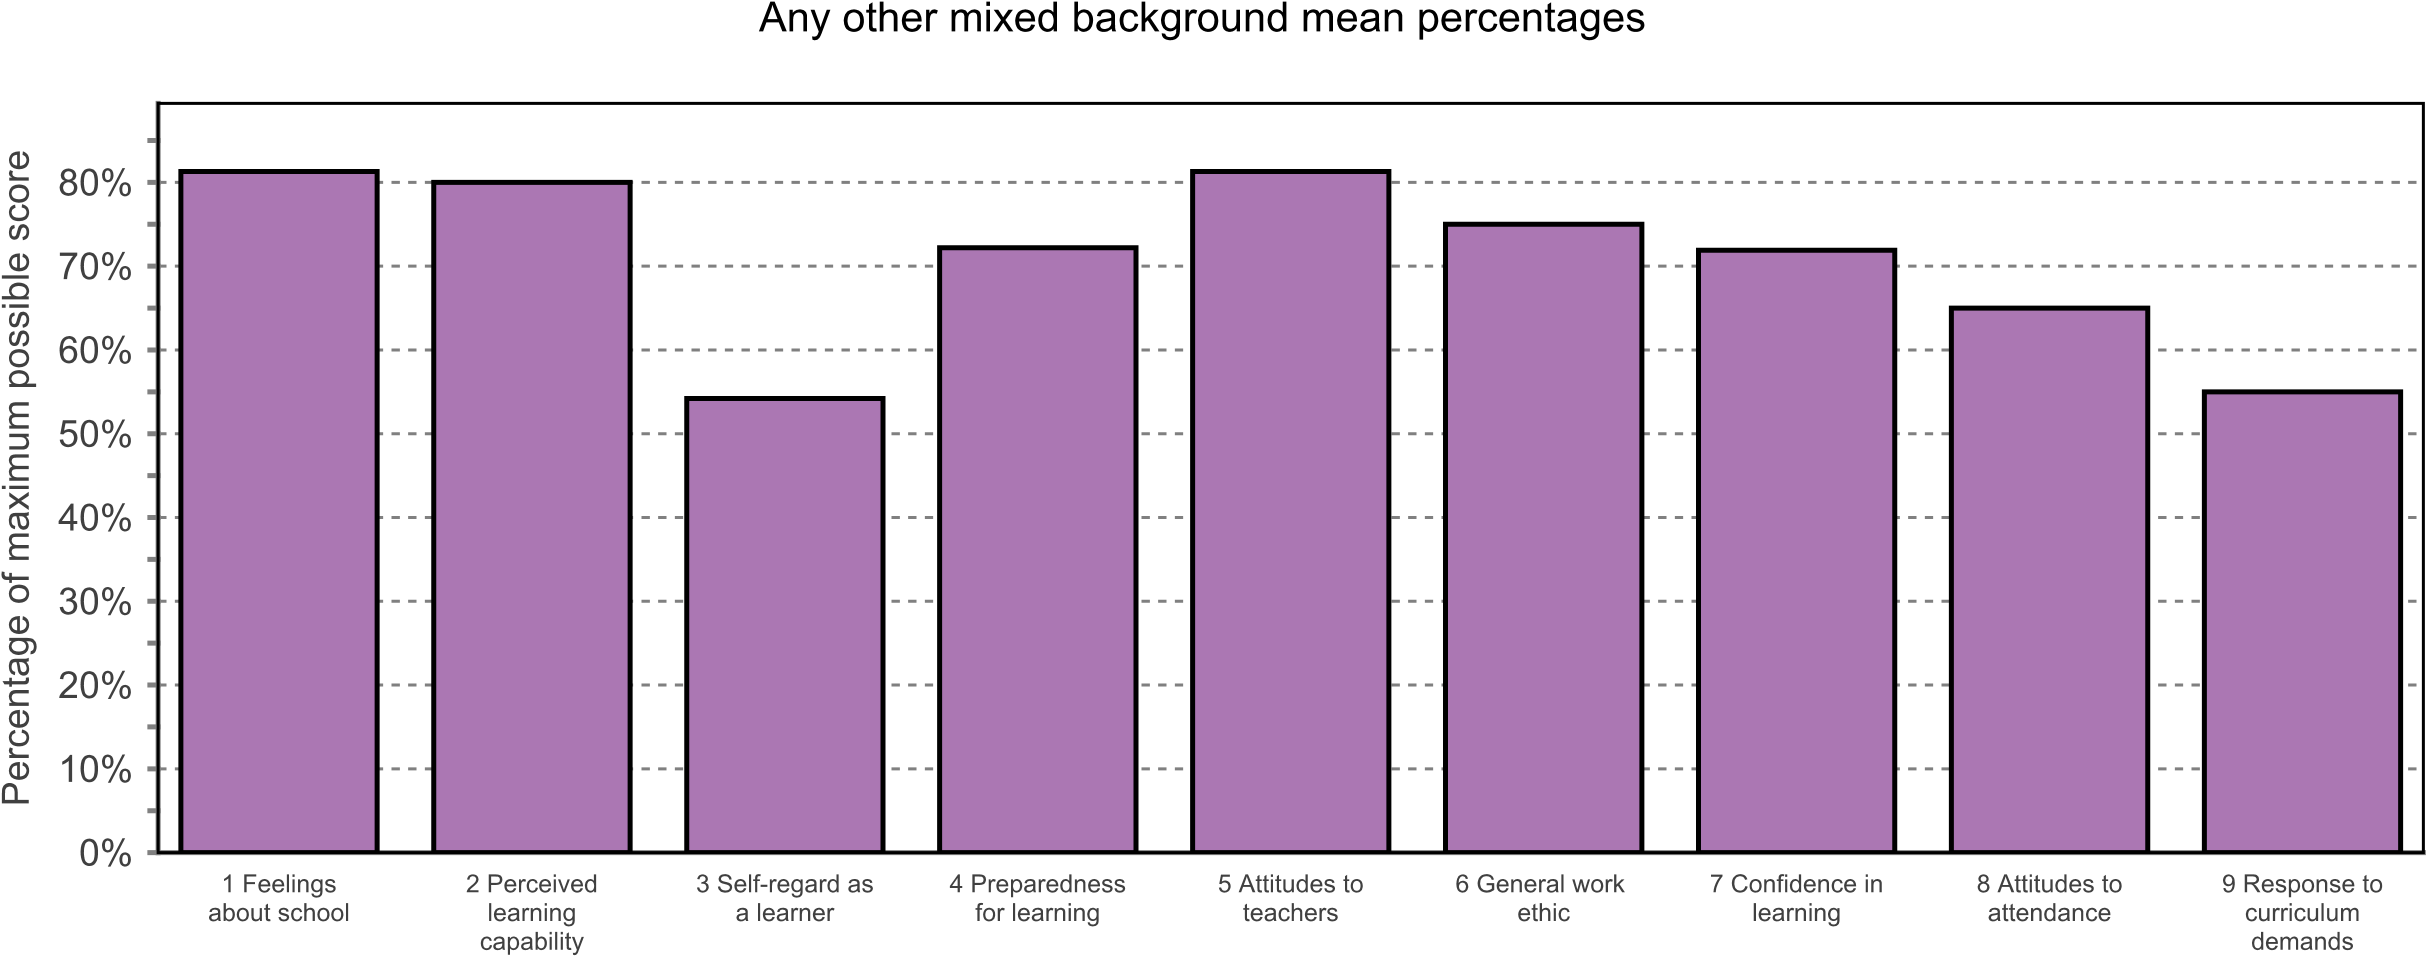 Any other mixed background mean percentages
Percentage of maximum possible score
80%
70%
60%
50%
40%
30%
20%
10%
0%
1 Feelings
about school
2 Perceived
learning
capability
3 Self-regard as
a learner
4 Preparedness
for learning
5 Attitudes to
teachers
6 General work
ethic
7 Confidence in
learning
8 Attitudes to
attendance
9 Response to
curriculum
demands